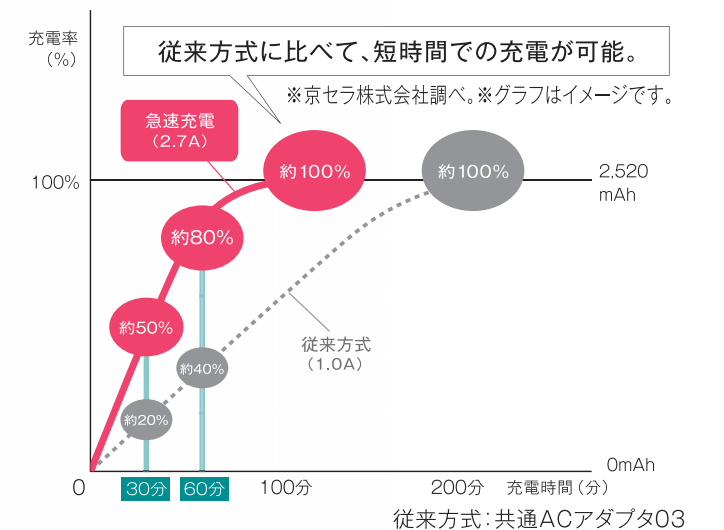 充電率
(%)
従来方式に比べて、短時間での充電が可能。
※京セラ株式会社調べ。※グラフはイメージです。
急速充電
(2.7A)
100%
約100%
約100%
2,520
mAh
約80%
約50%
従来方式
(1.0A)
約40%
約20%
0mAh
0
30分
60分
100分
200分
充電時間(分)
従来方式:共通ACアダプタ03